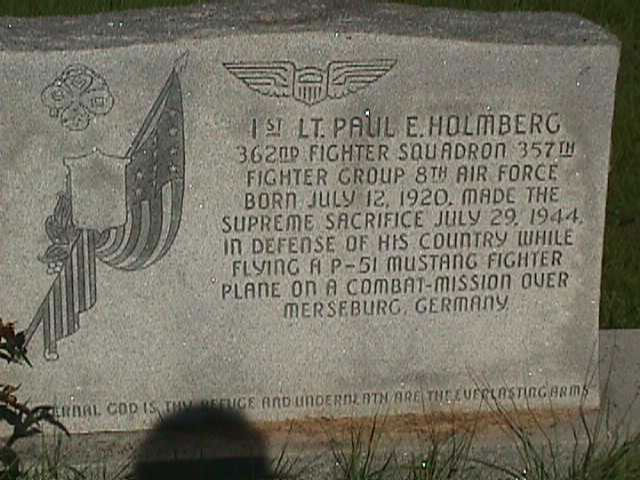 1ST LT. PAUL E. HOLMBERG
362ND FIGHTER SQUADRON 357TH
FIGHTER GROUP 8TH AIR FORCE
BORN JULY 12, 1920. MADE THE
SUPREME SACRIFICE JULY 29, 1944,
IN DEFENSE OF HIS COUNTRY WHILE
FLYING A P-51 MUSTANG FIGHTER
PLANE ON A COMBAT-MISSION OVER
MERSEBURG, GERMANY.
GOD IS THY REFUGE AND UNDERNEATH ARE THE EVERLASTING ARMS